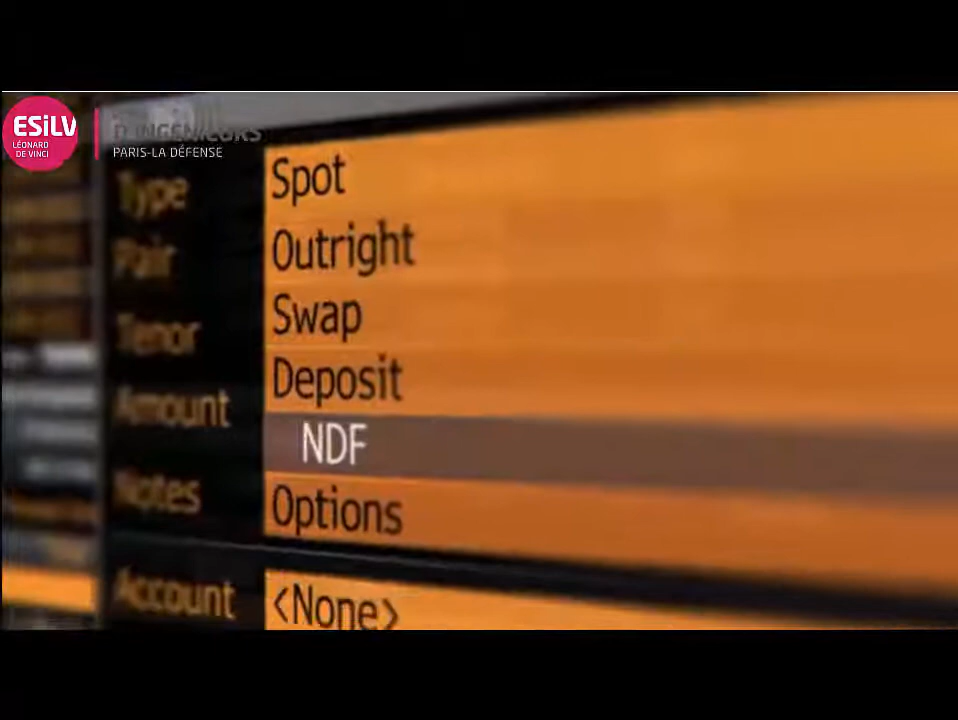 ESiLV
LÉONARD
DE VINCI
D'INGÉNIEURS
PARIS-LA DÉFENSE
Type
Spot
Pair
Outright
Tenor
Swap
Deposit
Amount
NDF
Notes
Options
Account
<None>